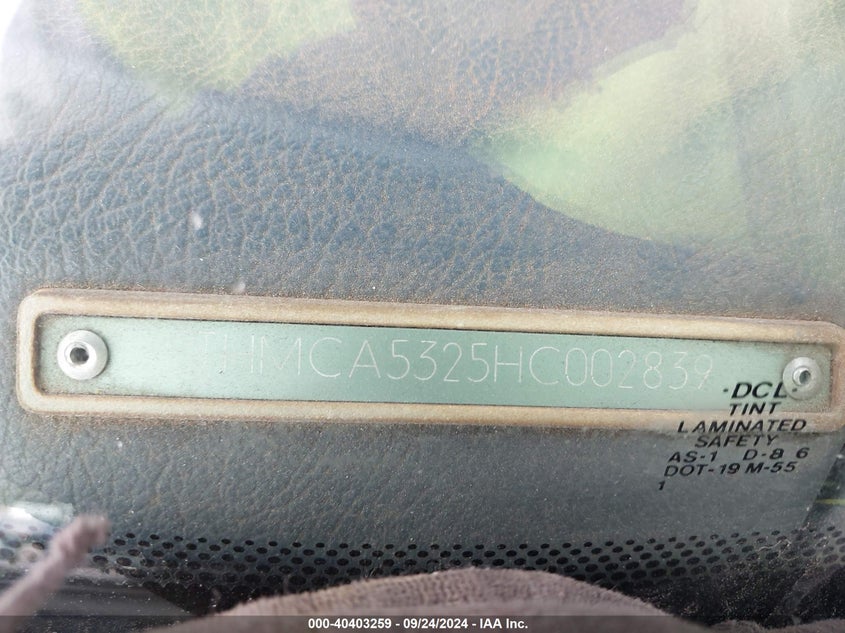 JHMCA5325HC002839
·DCL·
TINT
LAMINATED
SAFETY
AS-1 D-8 6
DOT-19 M-55
1
000-40403259 - 09/24/2024 - IAA Inc.